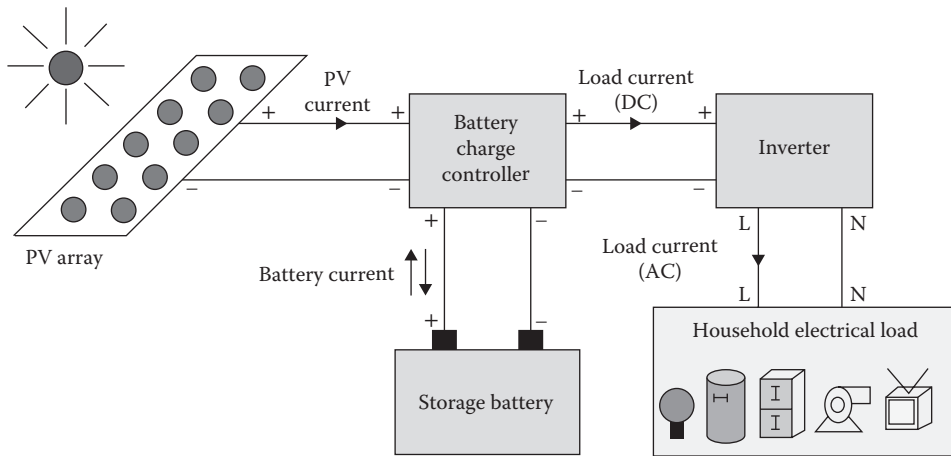 PV
current
Load current
(DC)
+
+
+
+
Battery
charge
controller
Inverter
−
−
−
−
PV array
+
−
L
N
Battery current
Load current
(AC)
+
−
L
N
Household electrical load
Storage battery